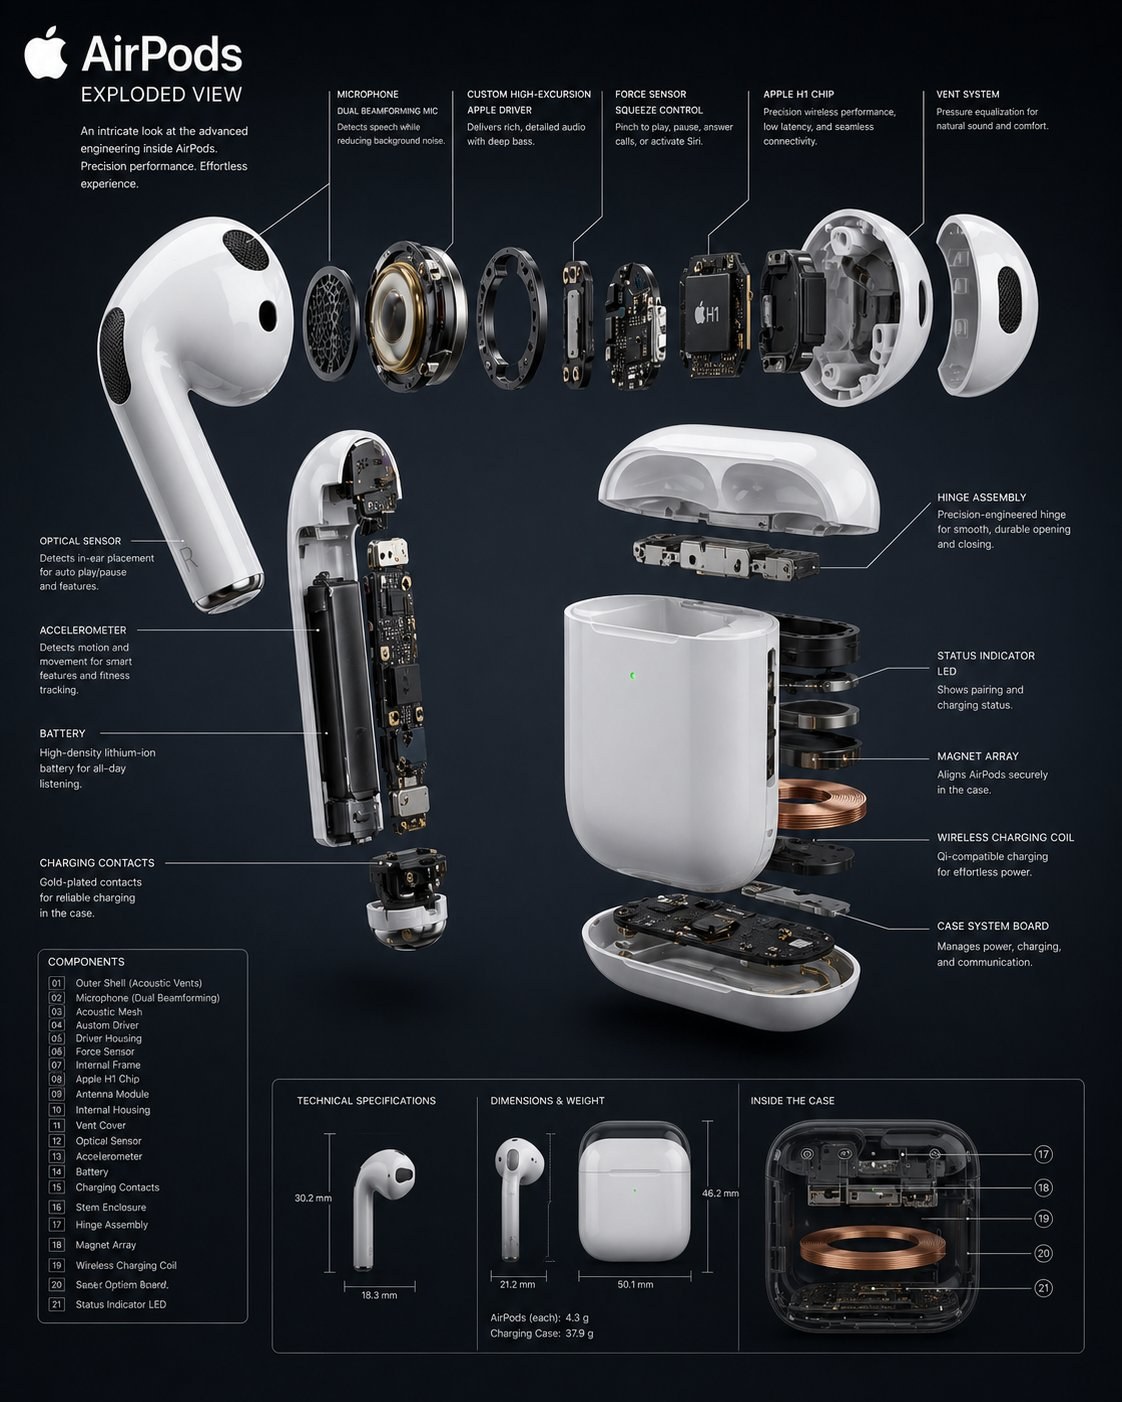 AirPods
EXPLODED VIEW
An intricate look at the advanced
engineering inside AirPods.
Precision performance. Effortless
experience.
MICROPHONE
DUAL BEAMFORMING MIC
Detects speech while
reducing background noise.
CUSTOM HIGH-EXCURSION
APPLE DRIVER
Delivers rich, detailed audio
with deep bass.
FORCE SENSOR
SQUEEZE CONTROL
Pinch to play, pause, answer
calls, or activate Siri.
APPLE H1 CHIP
Precision wireless performance,
low latency, and seamless
connectivity.
VENT SYSTEM
Pressure equalization for
natural sound and comfort.
H1
R
OPTICAL SENSOR
Detects in-ear placement
for auto play/pause
and features.
ACCELEROMETER
Detects motion and
movement for smart
features and fitness
tracking.
BATTERY
High-density lithium-ion
battery for all-day
listening.
CHARGING CONTACTS
Gold-plated contacts
for reliable charging
in the case.
HINGE ASSEMBLY
Precision-engineered hinge
for smooth, durable opening
and closing.
STATUS INDICATOR
LED
Shows pairing and
charging status.
MAGNET ARRAY
Aligns AirPods securely
in the case.
WIRELESS CHARGING COIL
Qi-compatible charging
for effortless power.
CASE SYSTEM BOARD
Manages power, charging,
and communication.
COMPONENTS
01 Outer Shell (Acoustic Vents)
02 Microphone (Dual Beamforming)
03 Acoustic Mesh
04 Austom Driver
05 Driver Housing
06 Force Sensor
07 Internal Frame
08 Apple H1 Chip
09 Antenna Module
10 Internal Housing
11 Vent Cover
12 Optical Sensor
13 Accelerometer
14 Battery
15 Charging Contacts
16 Stem Enclosure
17 Hinge Assembly
18 Magnet Array
19 Wireless Charging Coil
20 Board.
21 Status Indicator LED
TECHNICAL SPECIFICATIONS
30.2 mm
18.3 mm
DIMENSIONS & WEIGHT
46.2 mm
21.2 mm
50.1 mm
AirPods (each): 4.3 g
Charging Case: 37.9 g
INSIDE THE CASE
17
18
19
20
21